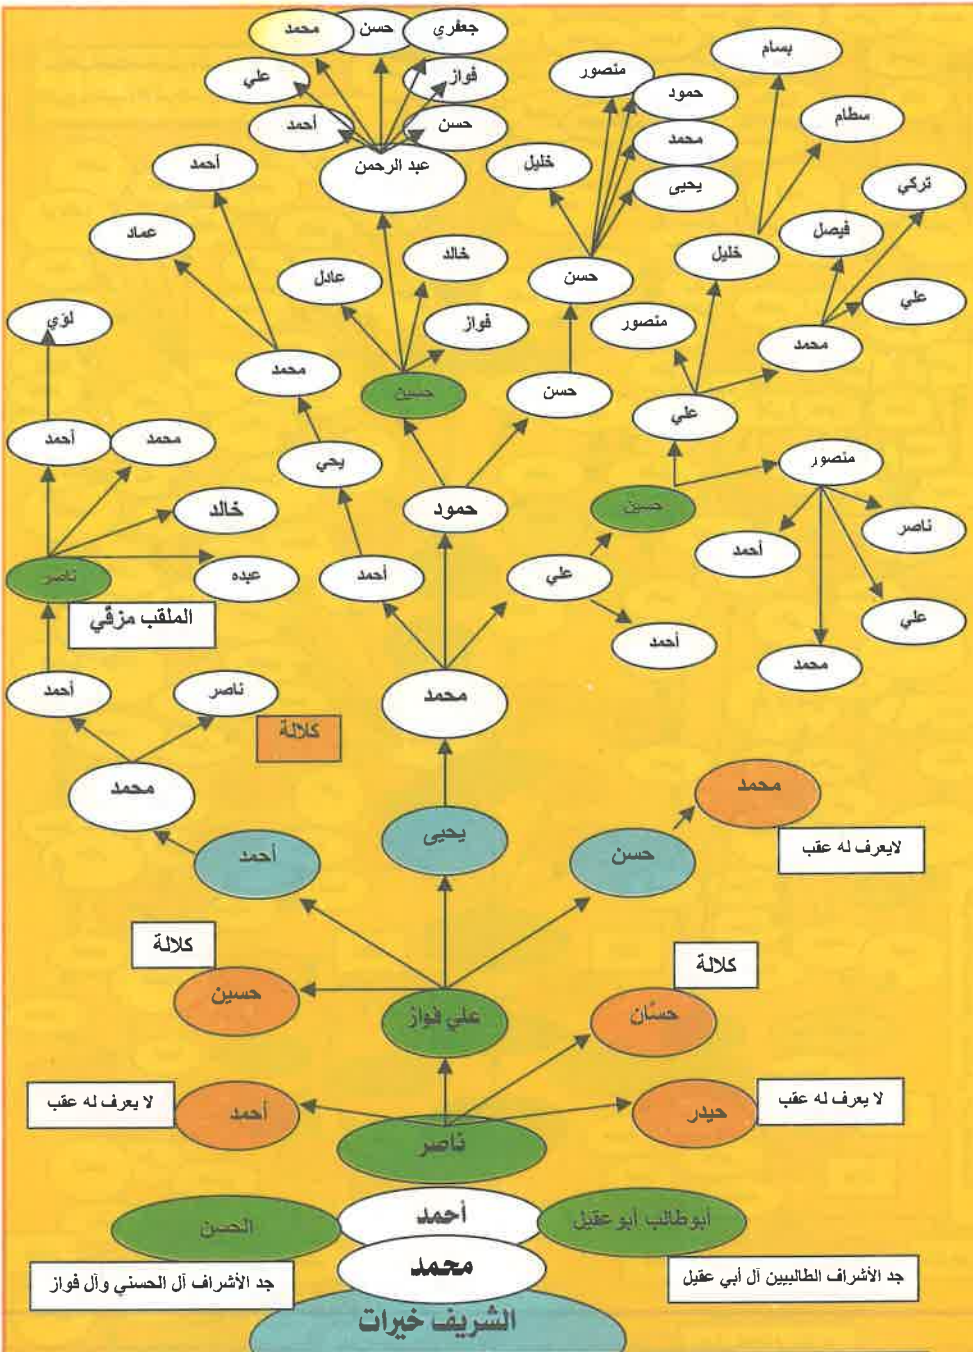 جعفري
حسن
محمد
بسام
فواز
علي
منصور
حمود
حسن
أحمد
سطام
محمد
أحمد
عبد الرحمن
خليل
يحيى
تركي
عماد
فيصل
خليل
خالد
عادل
حسن
علي
لؤي
فواز
منصور
محمد
محمد
حسين
حسن
علي
أحمد
محمد
يحي
منصور
خالد
حمود
حسين
ناصر
أحمد
ناصر
عبده
أحمد
علي
الملقب مزقي
علي
أحمد
محمد
أحمد
ناصر
محمد
كلالة
محمد
محمد
أحمد
يحيى
حسن
لايعرف له عقب
كلالة
كلالة
حسين
علي فواز
حسان
لا يعرف له عقب
أحمد
حيدر
لا يعرف له عقب
ناصر
أبوطالب أبو عقيل
أحمد
الحسن
محمد
جد الأشراف الطالبيين آل أبي عقيل
جد الأشراف آل الحسني وآل فواز
الشريف خيرات